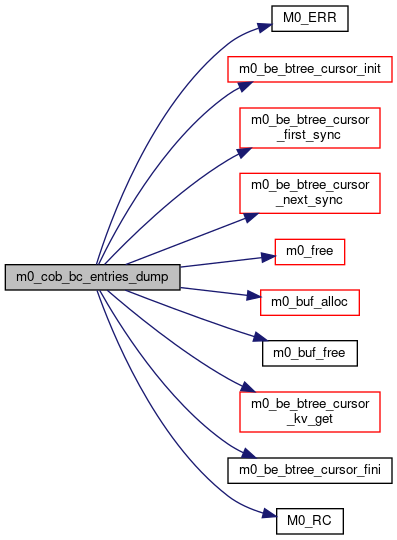 M0_ERR
m0_be_btree_cursor_init
m0_be_btree_cursor
_first_sync
m0_be_btree_cursor
_next_sync
m0_free
m0_cob_bc_entries_dump
m0_buf_alloc
m0_buf_free
m0_be_btree_cursor
_kv_get
m0_be_btree_cursor_fini
M0_RC